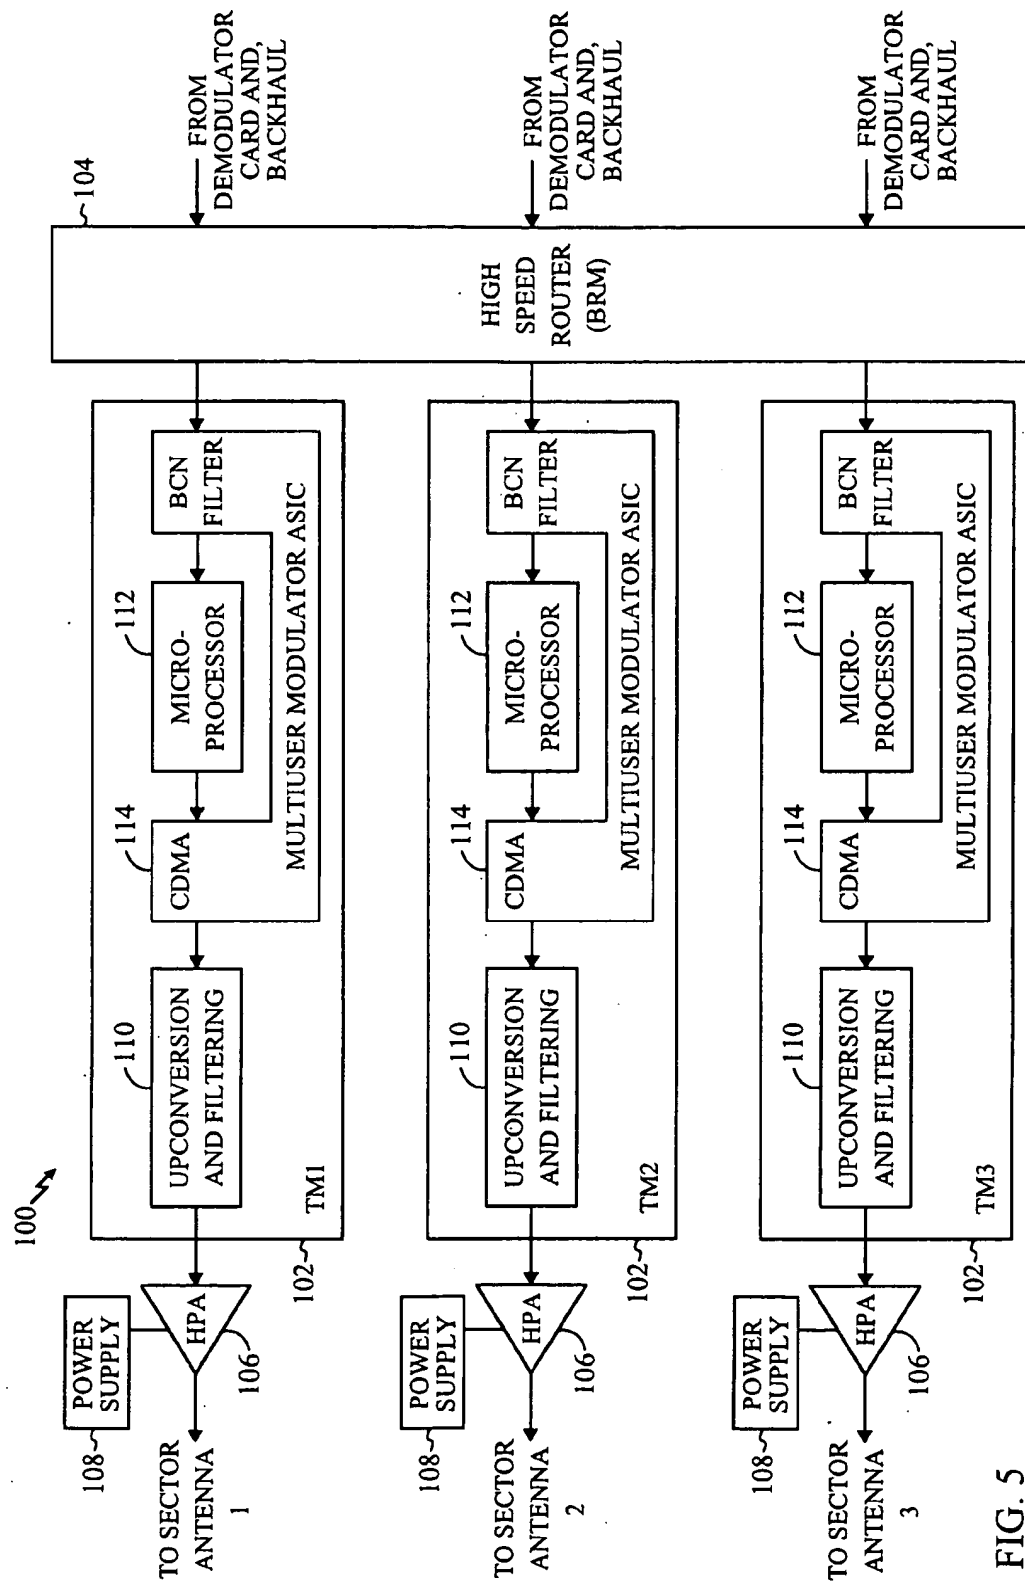 100
108
POWER
SUPPLY
TO SECTOR
ANTENNA
1
HPA
106
102
TM1
110
UPCONVERSION
AND FILTERING
114
CDMA
112
MICRO-
PROCESSOR
BCN
FILTER
MULTIUSER MODULATOR ASIC
104
HIGH
SPEED
ROUTER
(BRM)
FROM
DEMODULATOR
CARD AND,
BACKHAUL
108
POWER
SUPPLY
TO SECTOR
ANTENNA
2
HPA
106
102
TM2
110
UPCONVERSION
AND FILTERING
114
CDMA
112
MICRO-
PROCESSOR
BCN
FILTER
MULTIUSER MODULATOR ASIC
FROM
DEMODULATOR
CARD AND,
BACKHAUL
108
POWER
SUPPLY
TO SECTOR
ANTENNA
3
HPA
106
102
TM3
110
UPCONVERSION
AND FILTERING
114
CDMA
112
MICRO-
PROCESSOR
BCN
FILTER
MULTIUSER MODULATOR ASIC
FROM
DEMODULATOR
CARD AND,
BACKHAUL
FIG. 5